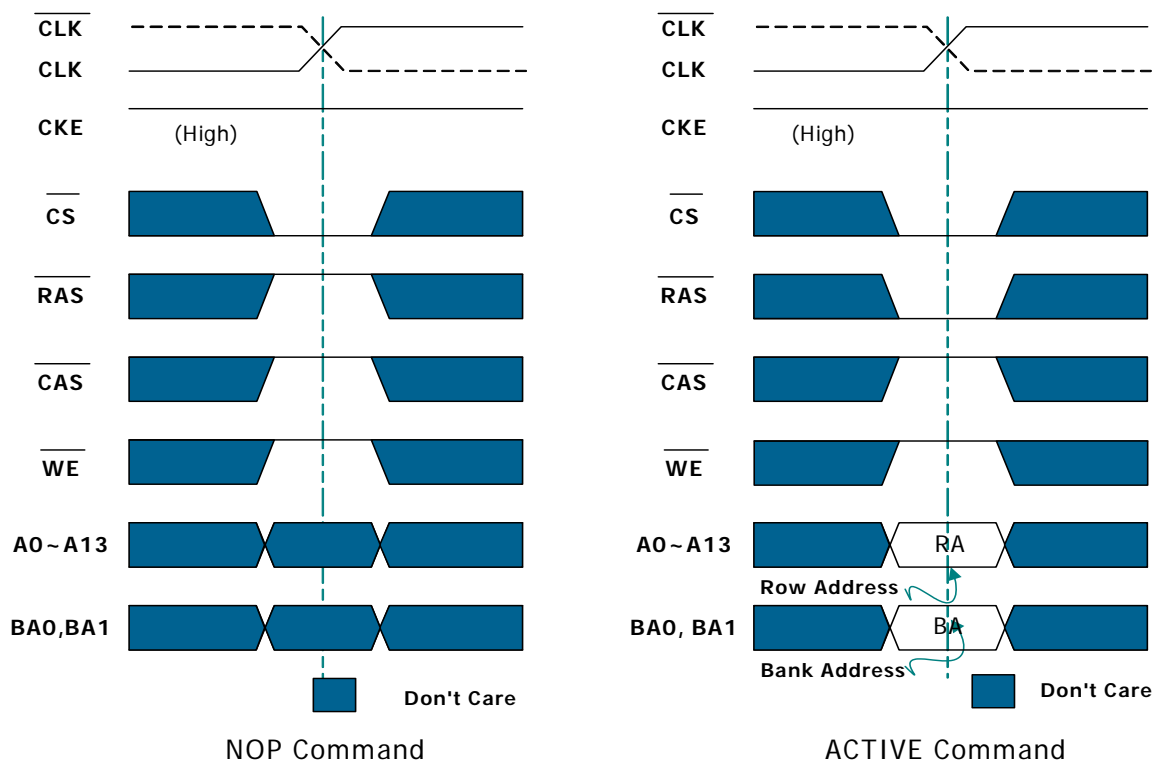 CLK
CLK
CKE
(High)
CS
RAS
CAS
WE
A0~A13
BA0,BA1
Don't Care
NOP Command
CLK
CLK
CKE
(High)
CS
RAS
CAS
WE
A0~A13
RA
Row Address
BA0, BA1
BA
Bank Address
Don't Care
ACTIVE Command